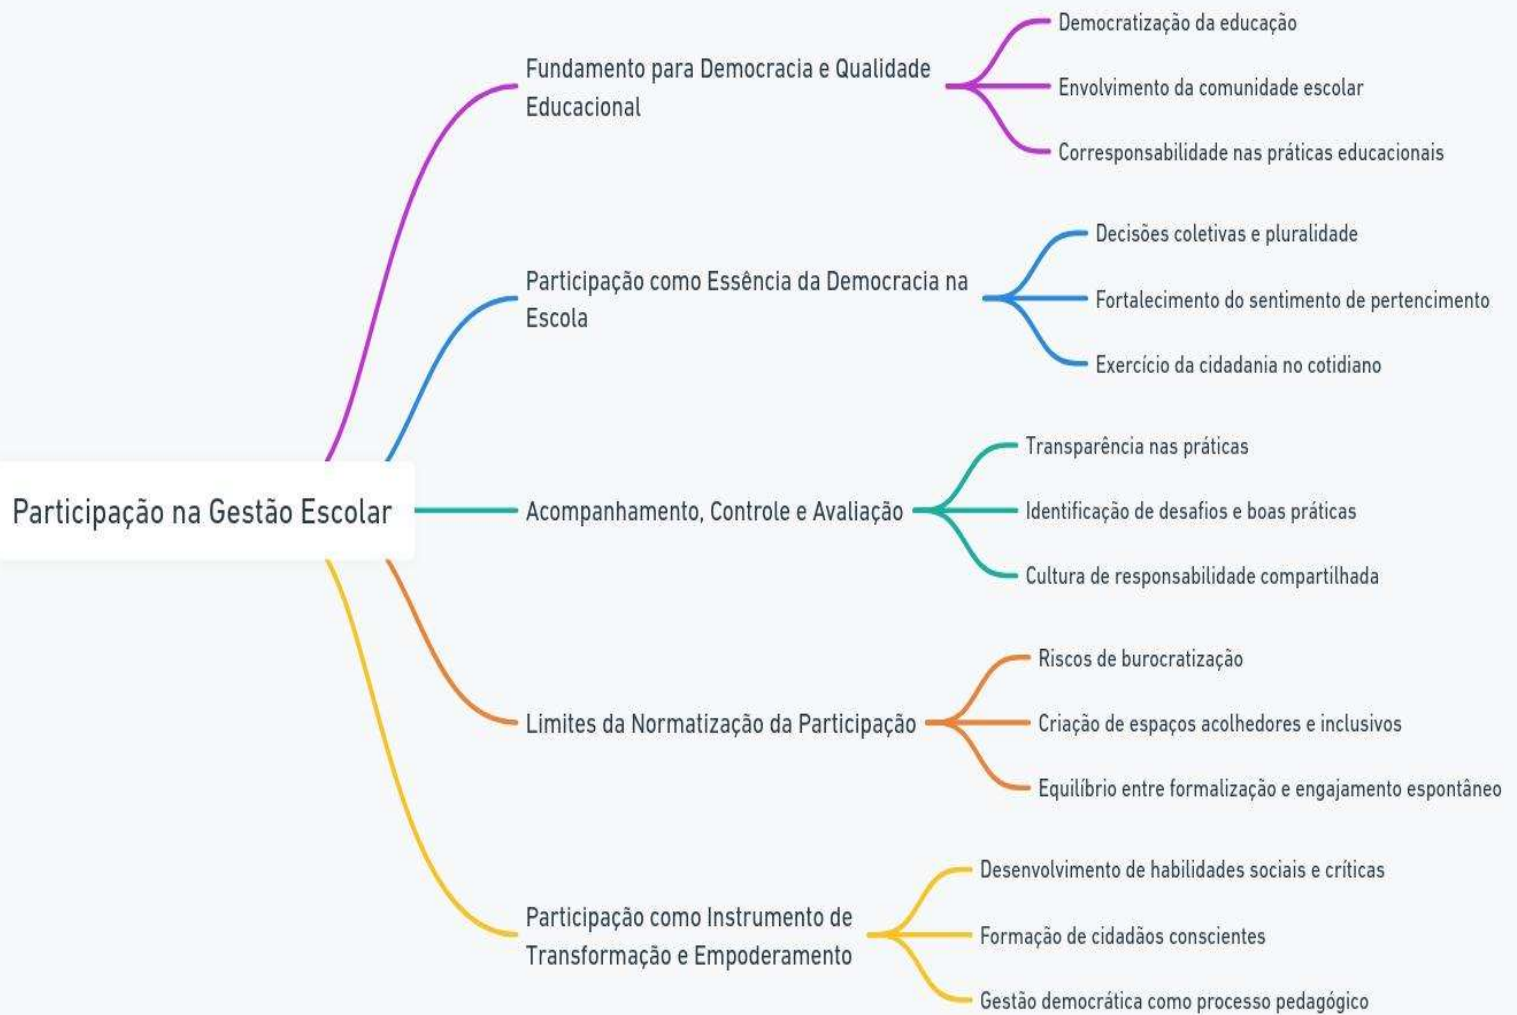 Participação na Gestão Escolar
Fundamento para Democracia e Qualidade
Educacional
Democratização da educação
Envolvimento da comunidade escolar
Corresponsabilidade nas práticas educacionais
Participação como Essência da Democracia na
Escola
Decisões coletivas e pluralidade
Fortalecimento do sentimento de pertencimento
Exercício da cidadania no cotidiano
Acompanhamento, Controle e Avaliação
Transparência nas práticas
Identificação de desafios e boas práticas
Cultura de responsabilidade compartilhada
Limites da Normatização da Participação
Riscos de burocratização
Criação de espaços acolhedores e inclusivos
Equilíbrio entre formalização e engajamento espontâneo
Participação como Instrumento de
Transformação e Empoderamento
Desenvolvimento de habilidades sociais e críticas
Formação de cidadãos conscientes
Gestão democrática como processo pedagógico